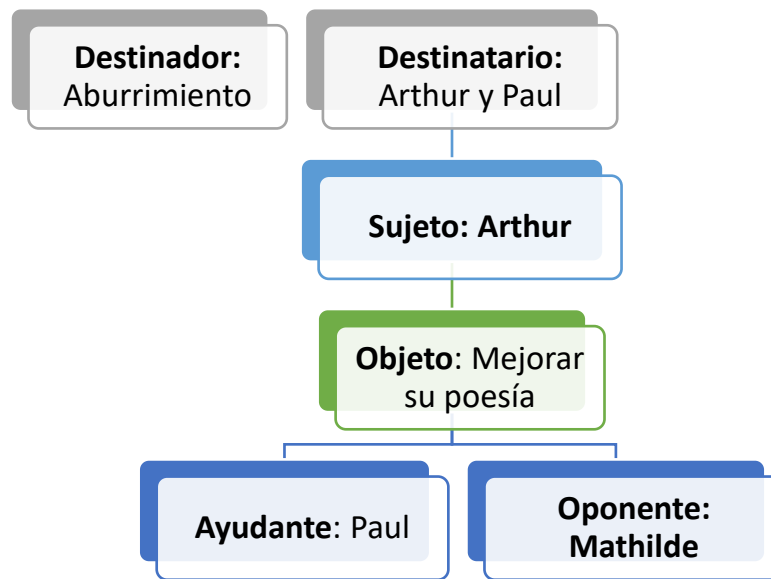 Destinador:
Aburrimiento
Destinatario:
Arthur y Paul
Sujeto: Arthur
Objeto: Mejorar
su poesía
Ayudante: Paul
Oponente:
Mathilde